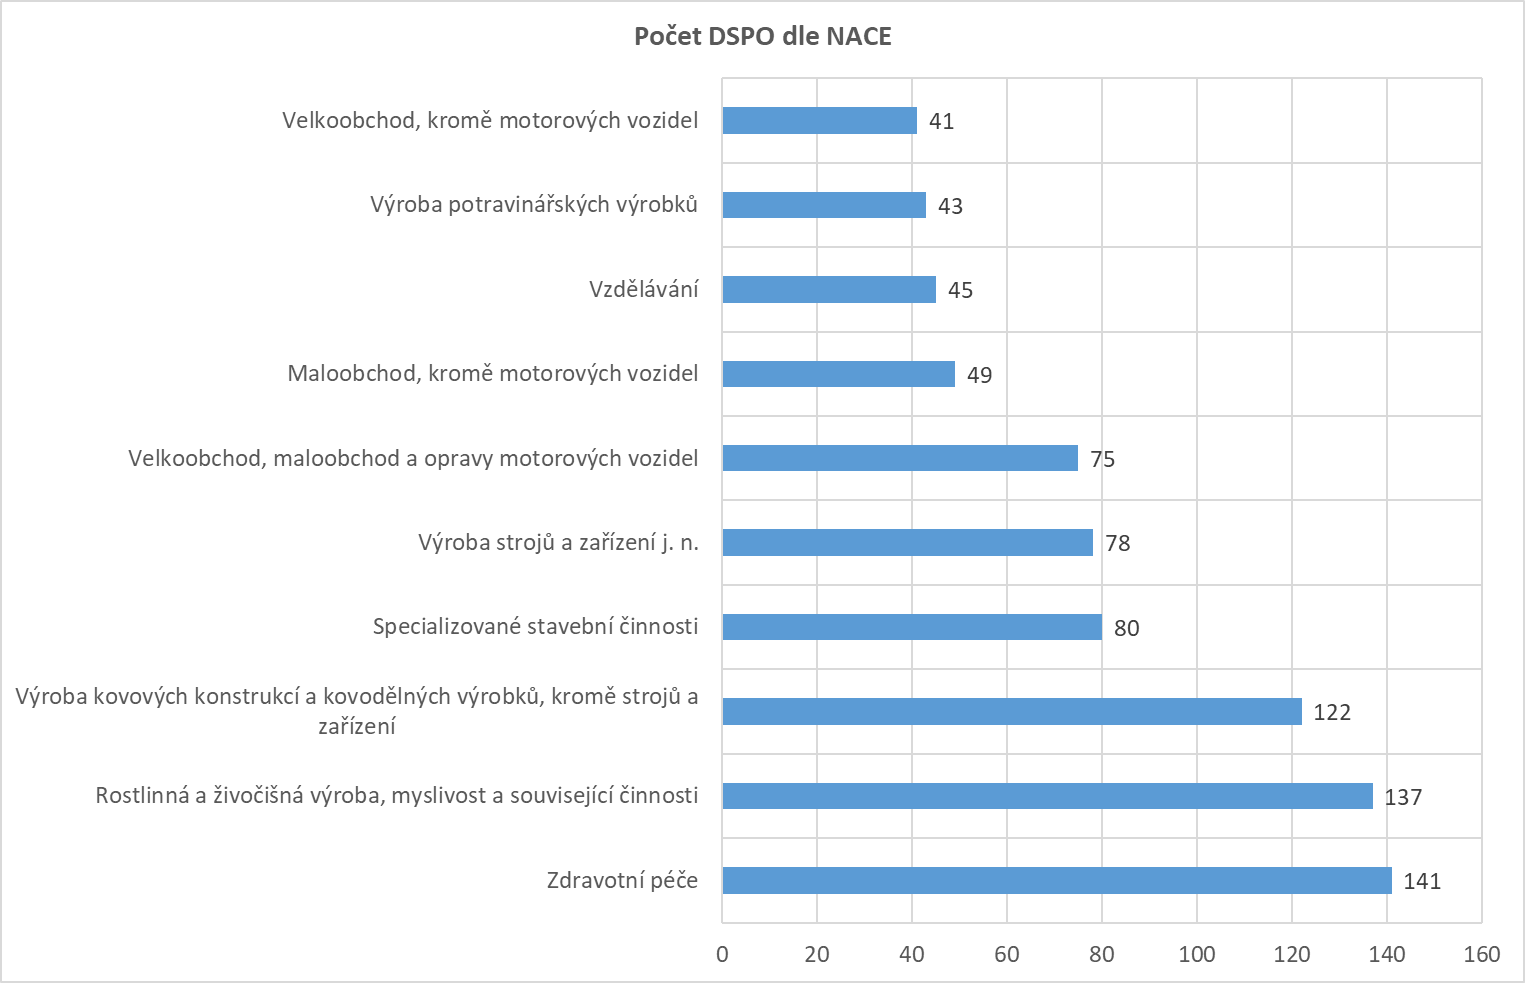 Počet DSPO dle NACE
Velkoobchod, kromě motorových vozidel
41
Výroba potravinářských výrobků
43
Vzdělávání
45
Maloobchod, kromě motorových vozidel
49
Velkoobchod, maloobchod a opravy motorových vozidel
75
Výroba strojů a zařízení j. n.
78
Specializované stavební činnosti
80
Výroba kovových konstrukcí a kovodělných výrobků, kromě strojů a
zařízení
122
Rostlinná a živočišná výroba, myslivost a související činnosti
137
Zdravotní péče
141
0 20 40 60 80 100 120 140 160